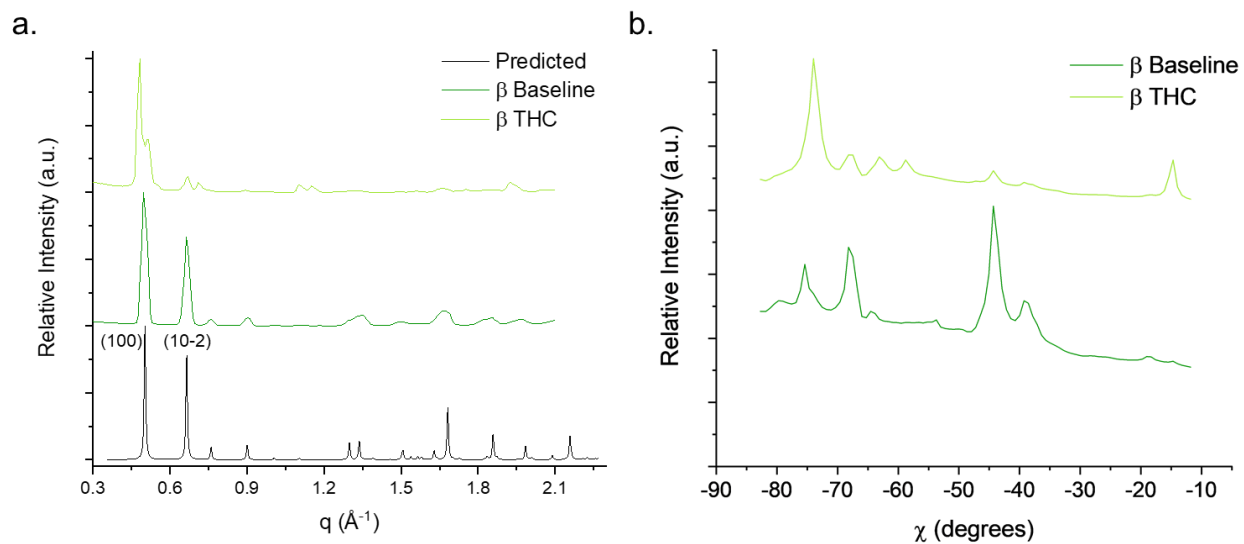 a.
Predicted
β Baseline
β THC
Relative Intensity (a.u.)
(100) (10-2)
0.3 0.6 0.9 1.2 1.5 1.8 2.1
q (Å⁻¹)
b.
β Baseline
β THC
Relative Intensity (a.u.)
-90 -80 -70 -60 -50 -40 -30 -20 -10
χ (degrees)